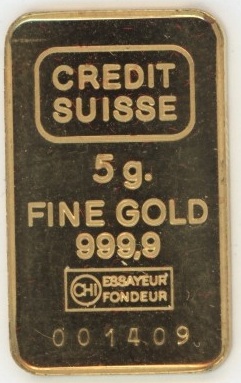 CREDIT
SUISSE
5 g.
FINE GOLD
999,9
CHI ESSAYEUR
FONDEUR
001409